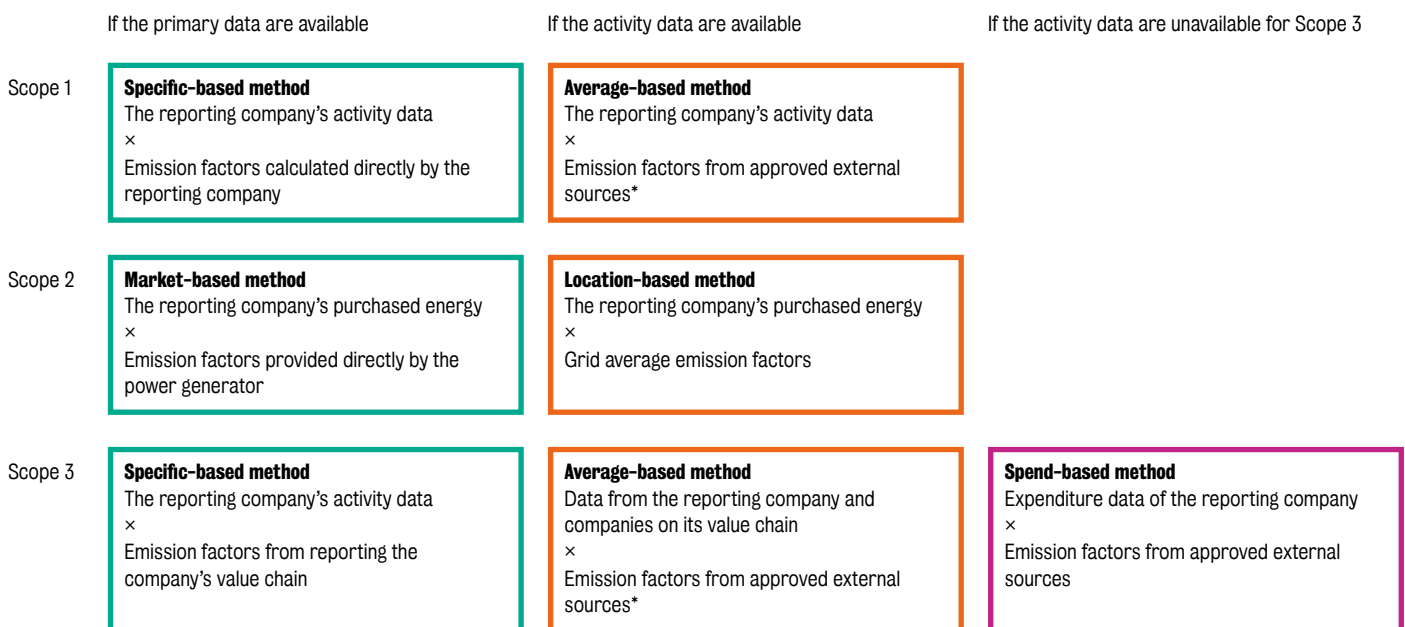 If the primary data are available
If the activity data are available
If the activity data are unavailable for Scope 3
Scope 1
Specific-based method
The reporting company's activity data
×
Emission factors calculated directly by the
reporting company
Average-based method
The reporting company's activity data
×
Emission factors from approved external
sources*
Scope 2
Market-based method
The reporting company's purchased energy
×
Emission factors provided directly by the
power generator
Location-based method
The reporting company's purchased energy
×
Grid average emission factors
Scope 3
Specific-based method
The reporting company's activity data
×
Emission factors from reporting the
company's value chain
Average-based method
Data from the reporting company and
companies on its value chain
×
Emission factors from approved external
sources*
Spend-based method
Expenditure data of the reporting company
×
Emission factors from approved external
sources